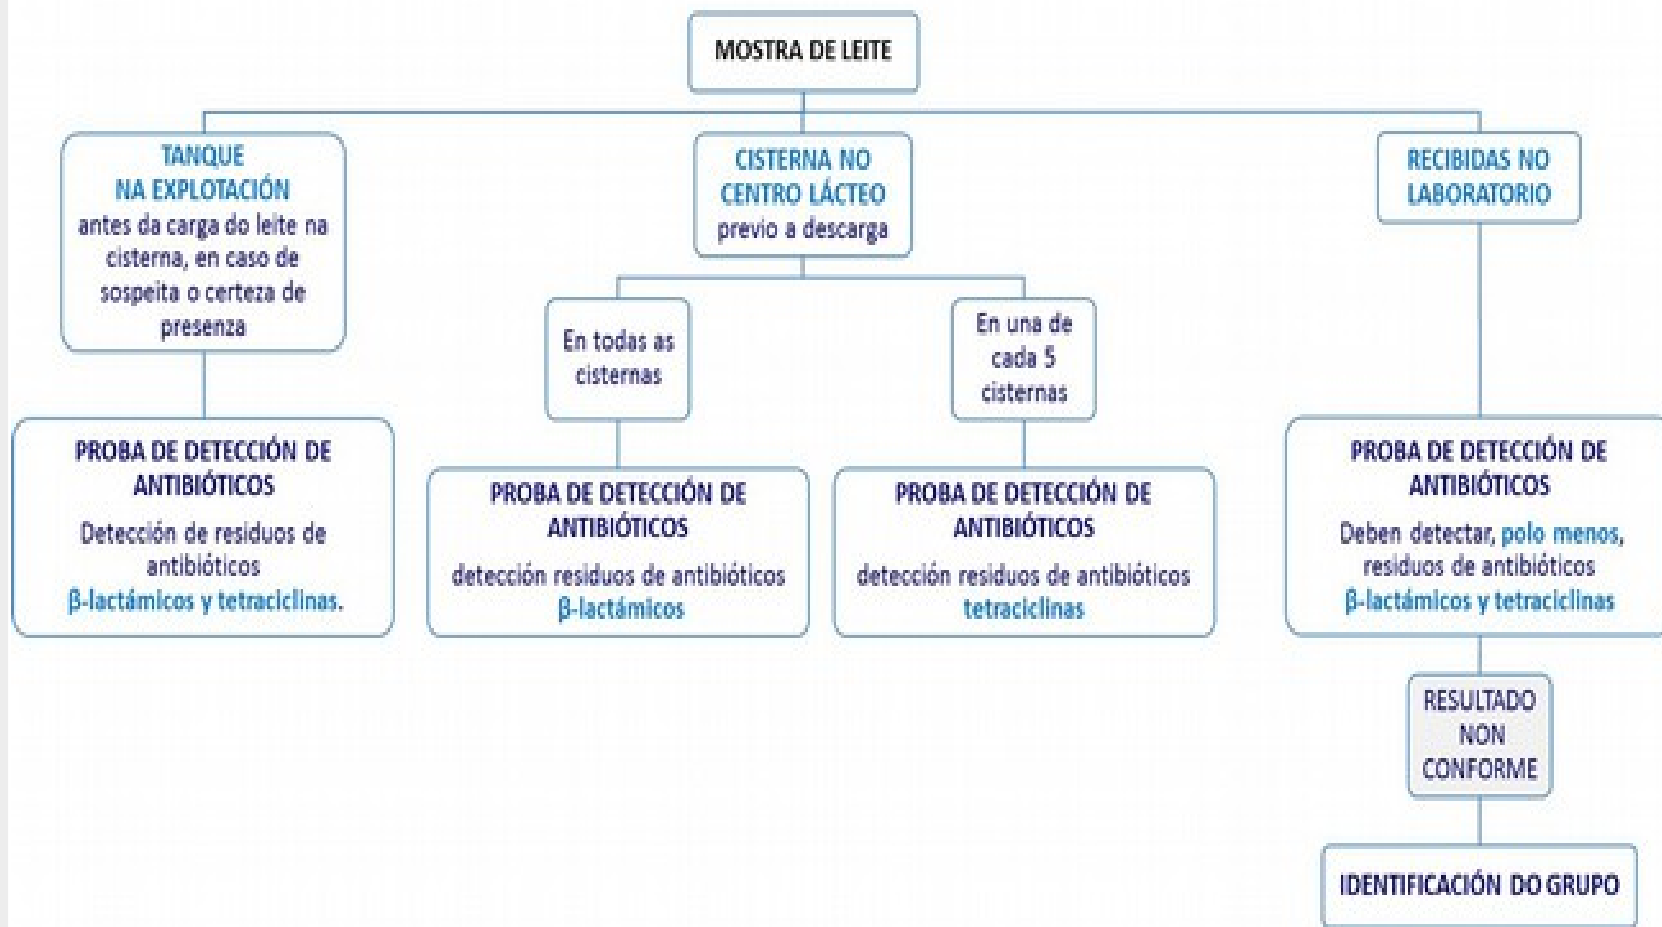 MOSTRA DE LEITE
TANQUE
NA EXPLOTACIÓN
antes da carga do leite na
cisterna, en caso de
sospeita o certeza de
presenza
PROBA DE DETECCIÓN DE
ANTIBIÓTICOS
Detección de residuos de
antibióticos
β-lactámicos y tetraciclinas.
CISTERNA NO
CENTRO LÁCTEO
previo a descarga
En todas as
cisternas
PROBA DE DETECCIÓN DE
ANTIBIÓTICOS
detección residuos de antibióticos
β-lactámicos
En una de
cada 5
cisternas
PROBA DE DETECCIÓN DE
ANTIBIÓTICOS
detección residuos de antibióticos
tetraciclinas
RECIBIDAS NO
LABORATORIO
PROBA DE DETECCIÓN DE
ANTIBIÓTICOS
Deben detectar, polo menos,
residuos de antibióticos
β-lactámicos y tetraciclinas
RESULTADO
NON
CONFORME
IDENTIFICACIÓN DO GRUPO